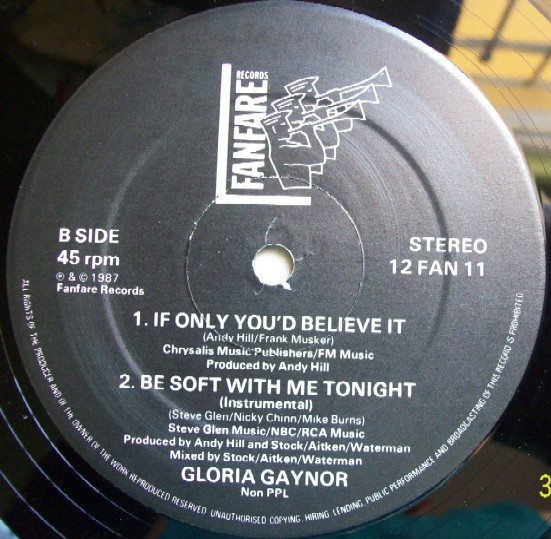 RECORDS
FANFARE
B SIDE
45 rpm
℗ & © 1987
Fanfare Records
STEREO
12 FAN 11
1. IF ONLY YOU'D BELIEVE IT
(Andy Hill/Frank Musker)
Chrysalis Music Publishers/FM Music
Produced by Andy Hill
2. BE SOFT WITH ME TONIGHT
(Instrumental)
(Steve Glen/Nicky Chinn/Mike Burns)
Steve Glen Music/NBC/RCA Music
Produced by Andy Hill and Stock/Aitken/Waterman
Mixed by Stock/Aitken/Waterman
GLORIA GAYNOR
Non PPL
ALL RIGHTS OF THE PRODUCER AND OF THE OWNER OF THE WORK REPRODUCED RESERVED UNAUTHORISED COPYING, HIRING, LENDING, PUBLIC PERFORMANCE AND BROADCASTING OF THIS RECORD IS PROHIBITED
3